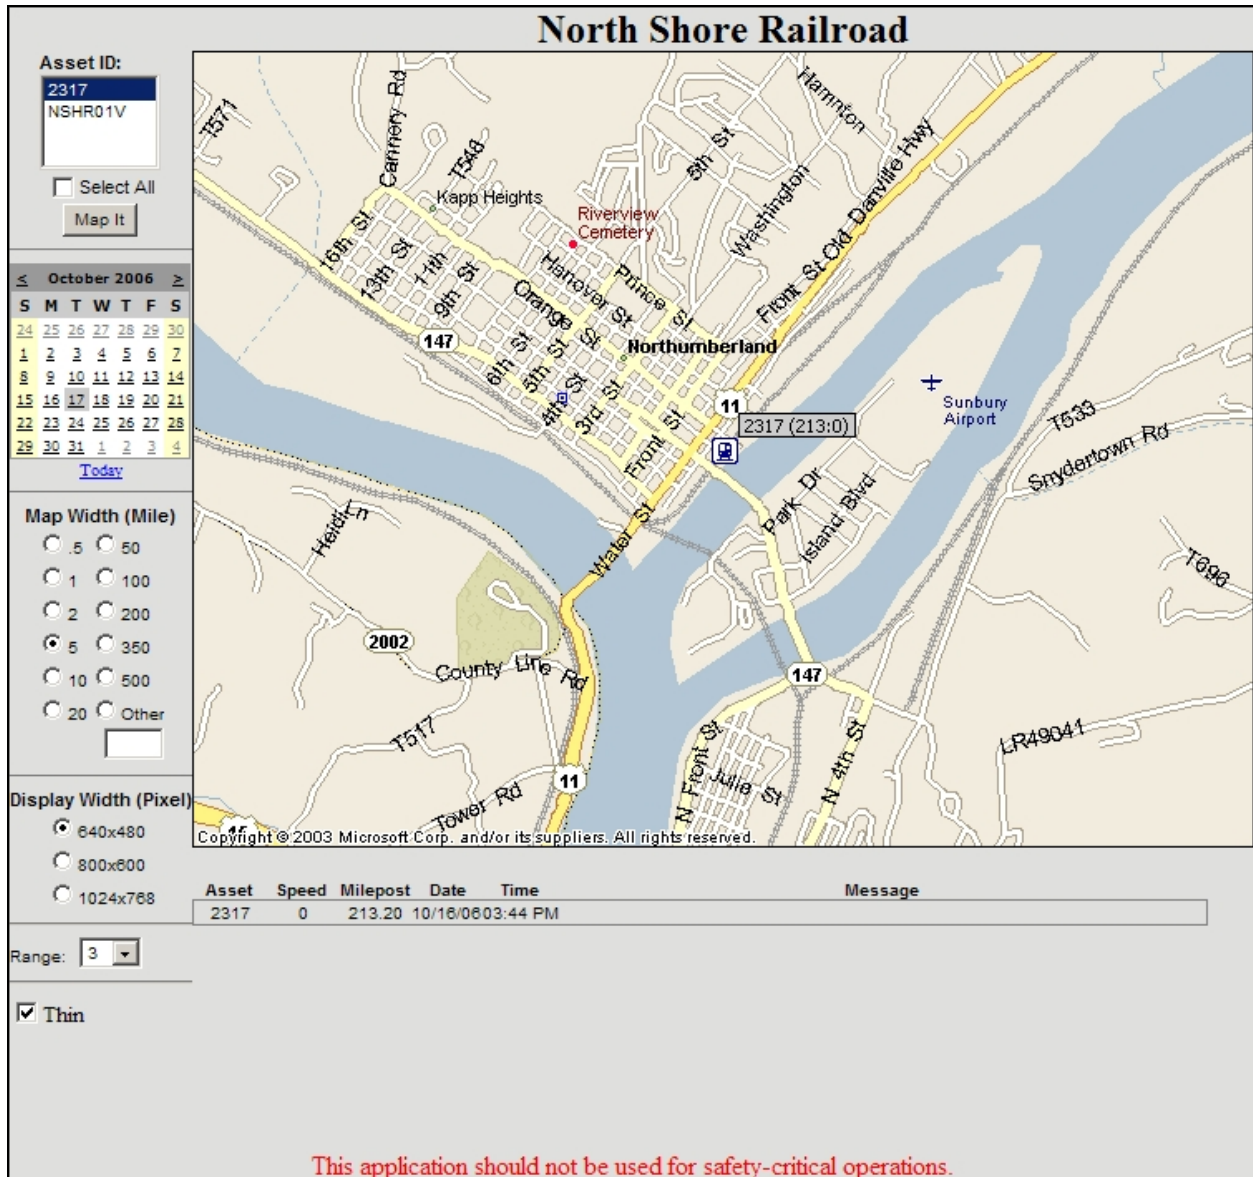 North Shore Railroad
Asset ID:
2317
NSHR01V
Select All
Map It
< October 2006 >
S M T W T F S
24 25 26 27 28 29 30
1 2 3 4 5 6 7
8 9 10 11 12 13 14
15 16 17 18 19 20 21
22 23 24 25 26 27 28
29 30 31 1 2 3 4
Today
Map Width (Mile)
.5 50
1 100
2 200
5 350
10 500
20 Other
Display Width (Pixel)
640x480
800x600
1024x768
Range: 3
Thin
T571
Cannery Rd
T548
Kapp Heights
Riverview
Cemetery
5th St
Hamnton
Washington
Front St Old Danville Hwy
16th St
13th St
11th St
9th St
Hanover St
Prince St
Orange St
147
Northumberland
6th St
5th St
4th St
3rd St
Front St
11
2317 (213:0)
Sunbury
Airport
T533
Snydertown Rd
Park Dr
Island Blvd
Heidi Ln
Water St
T696
2002
County Line Rd
147
T517
LR49041
11
N Front St
Julie St
N 4th St
Tower Rd
Copyright © 2003 Microsoft Corp. and/or its suppliers. All rights reserved.
Asset Speed Milepost Date Time Message
2317 0 213.20 10/16/06 03:44 PM
This application should not be used for safety-critical operations.